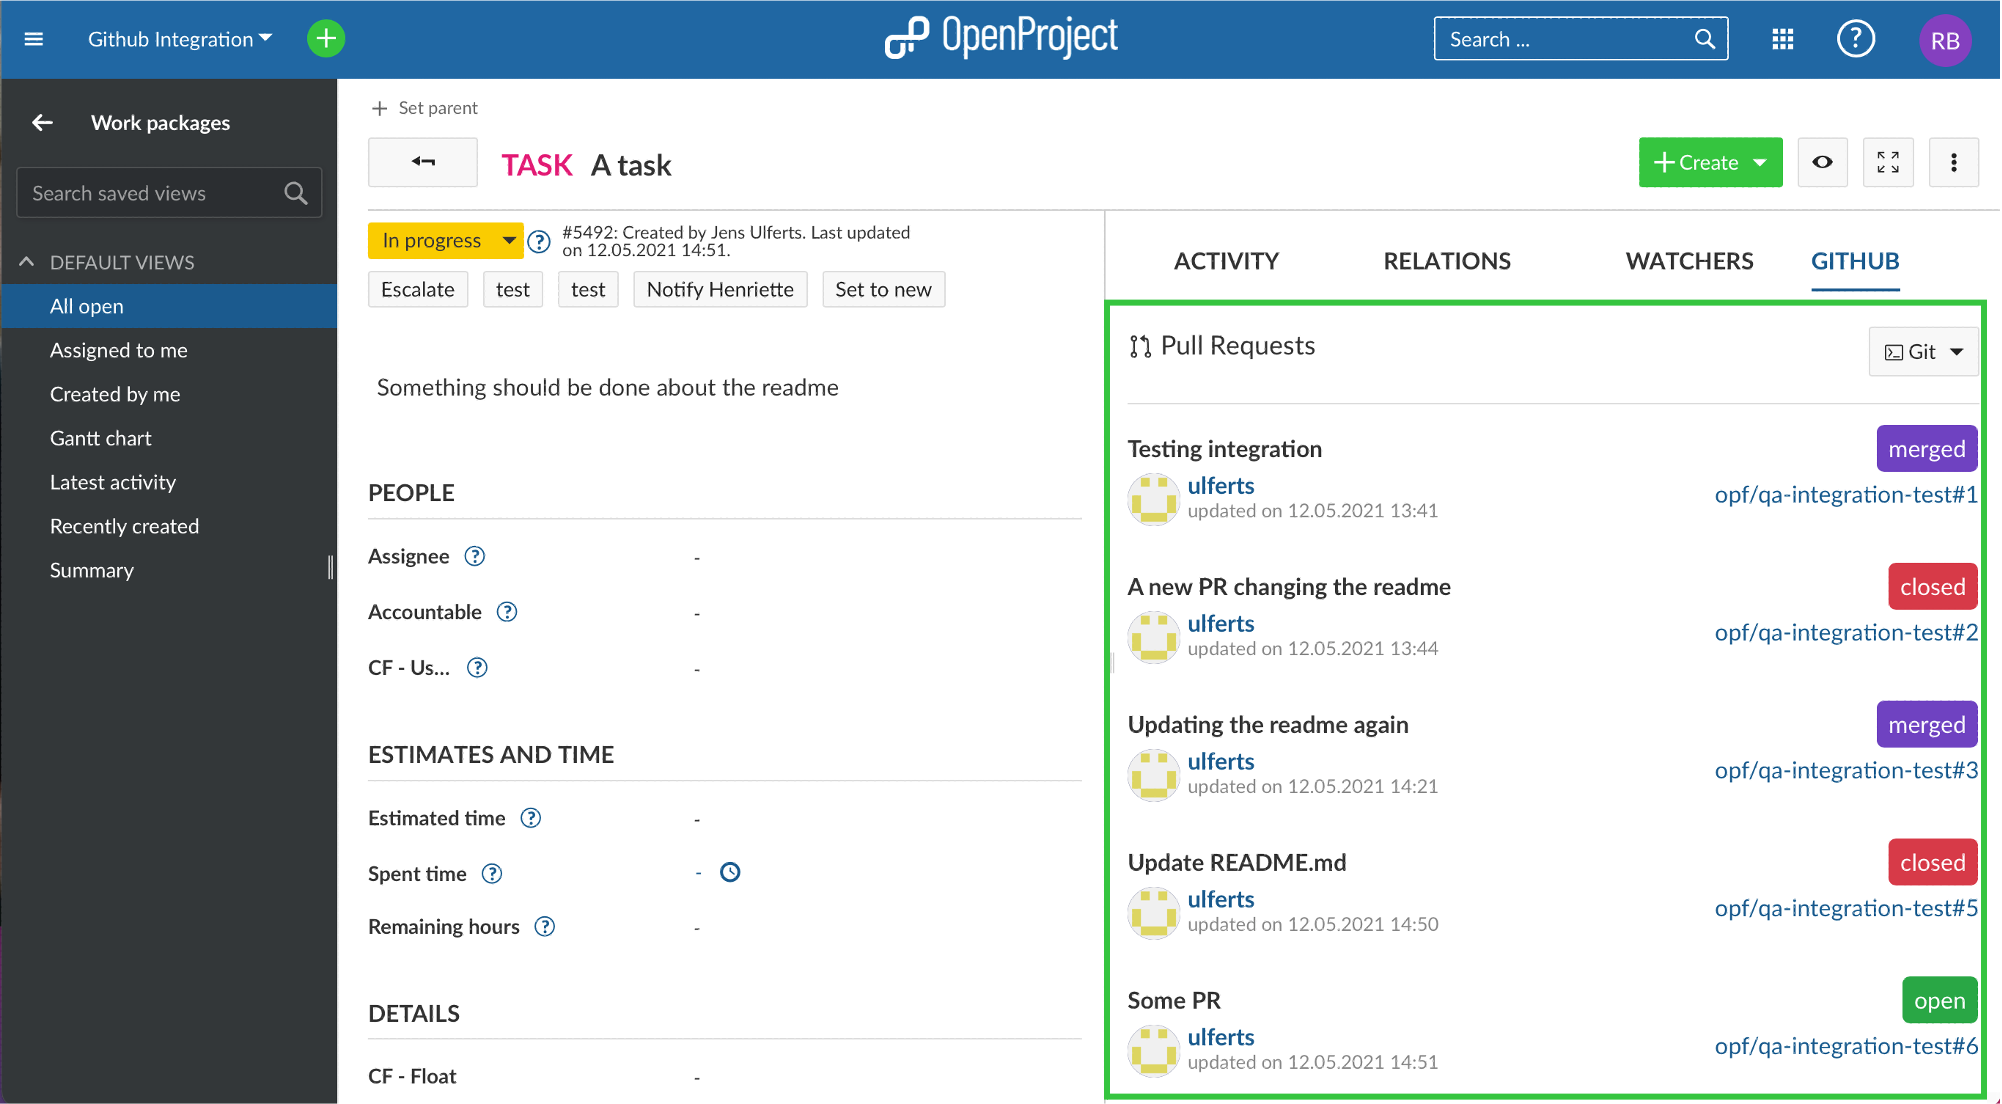 Github Integration
OpenProject
Search ...
RB
Work packages
Search saved views
DEFAULT VIEWS
All open
Assigned to me
Created by me
Gantt chart
Latest activity
Recently created
Summary
Set parent
TASK A task
Create
In progress
#5492: Created by Jens Ulferts. Last updated
on 12.05.2021 14:51.
Escalate
test
test
Notify Henriette
Set to new
Something should be done about the readme
PEOPLE
Assignee -
Accountable -
CF - Us... -
ESTIMATES AND TIME
Estimated time -
Spent time -
Remaining hours -
DETAILS
CF - Float -
ACTIVITY
RELATIONS
WATCHERS
GITHUB
Pull Requests
Git
Testing integration
merged
ulferts
opf/qa-integration-test#1
updated on 12.05.2021 13:41
A new PR changing the readme
closed
ulferts
opf/qa-integration-test#2
updated on 12.05.2021 13:44
Updating the readme again
merged
ulferts
opf/qa-integration-test#3
updated on 12.05.2021 14:21
Update README.md
closed
ulferts
opf/qa-integration-test#5
updated on 12.05.2021 14:50
Some PR
open
ulferts
opf/qa-integration-test#6
updated on 12.05.2021 14:51